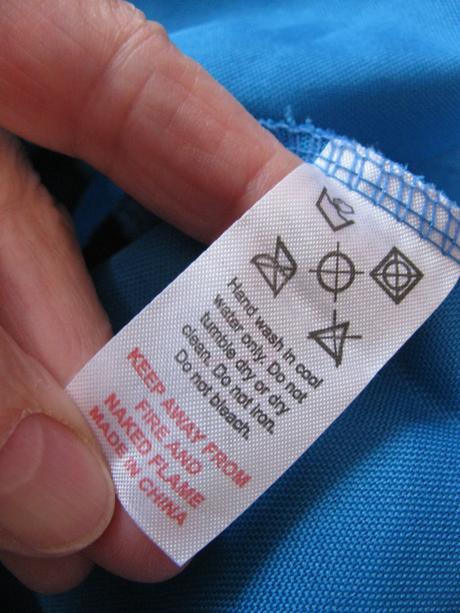 Hand wash in cool
water only. Do not
tumble dry or dry
clean. Do not iron.
Do not bleach.
KEEP AWAY FROM
FIRE AND
NAKED FLAME
MADE IN CHINA